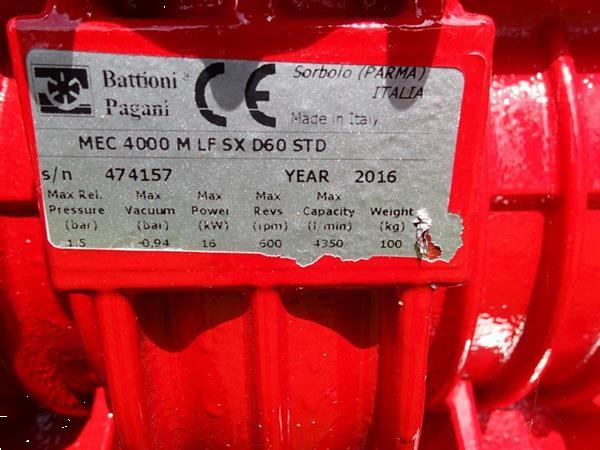 Battioni®
Pagani
CE
Sorbolo (PARMA)
ITALIA
Made in Italy
MEC 4000 M LF SX D60 STD
s/n 474157 YEAR 2016
Max Rel. Max Max Max Max Weight
Pressure Vacuum Power Revs Capacity (kg)
(bar) (bar) (kW) (rpm) (l/min)
1.5 -0.94 16 600 4350 100